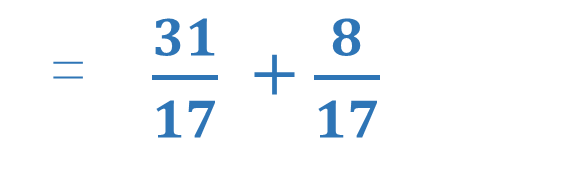 = 31/17 + 8/17